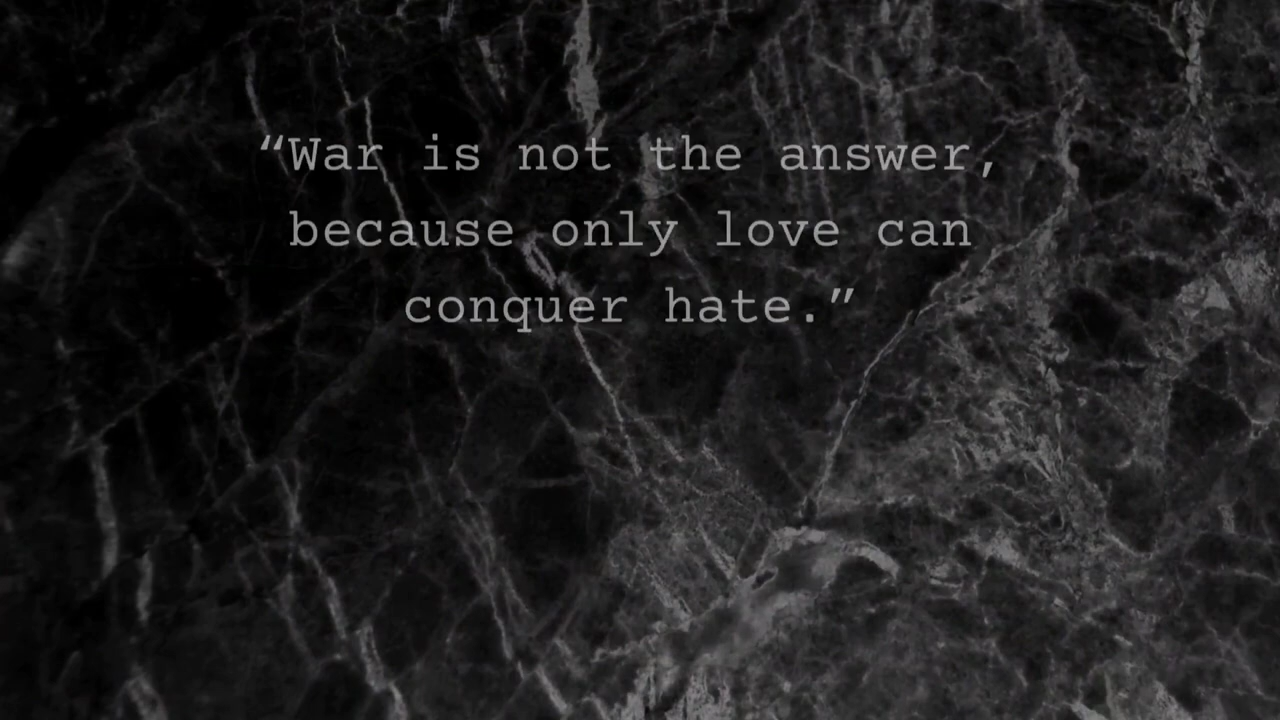 “War is not the answer,
because only love can
conquer hate.”